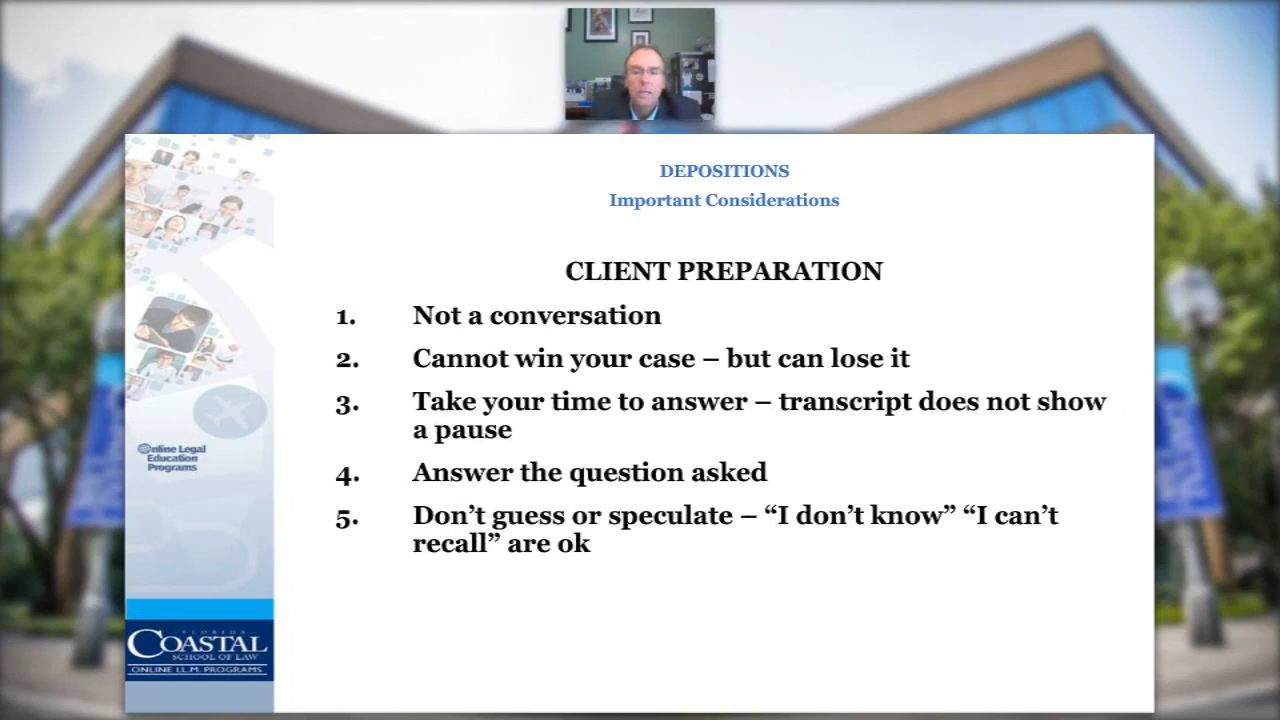 DEPOSITIONS
Important Considerations
CLIENT PREPARATION
1. Not a conversation
2. Cannot win your case – but can lose it
3. Take your time to answer – transcript does not show
a pause
4. Answer the question asked
5. Don’t guess or speculate – “I don’t know” “I can’t
recall” are ok
Online Legal
Education
Programs
FLORIDA
COASTAL
SCHOOL OF LAW
ONLINE LL.M. PROGRAMS